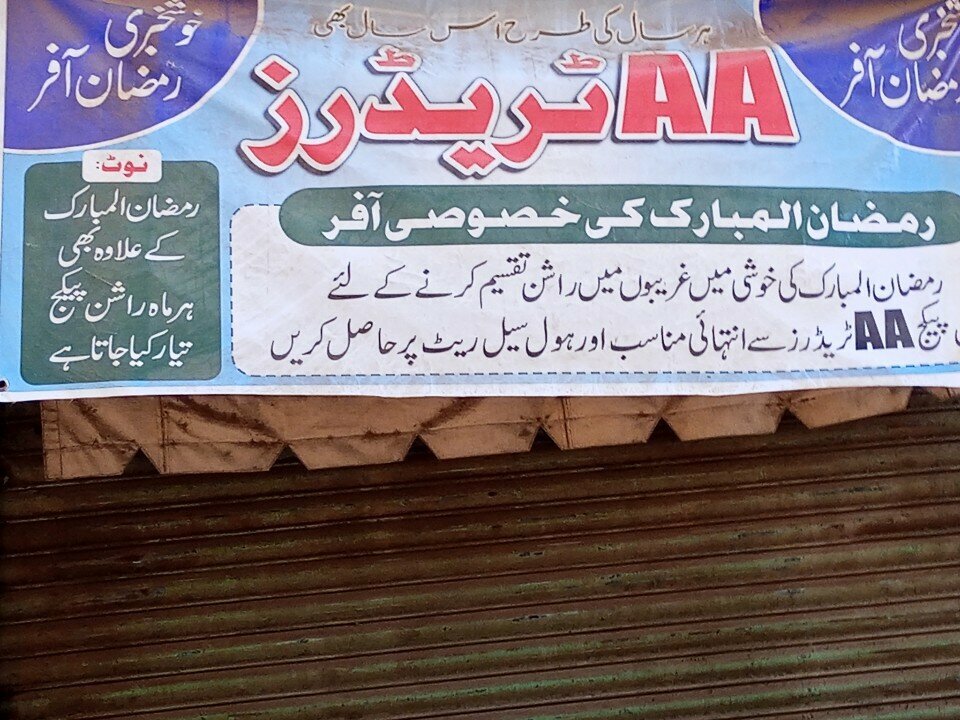 ہر سال کی طرح اس سال بھی
خوشخبری
رمضان آفر
AA ٹریڈرز
خوشخبری
رمضان آفر
رمضان المبارک کی خصوصی آفر
رمضان المبارک کی خوشی میں غریبوں میں راشن تقسیم کرنے کے لئے
پیکج AA ٹریڈرز سے انتہائی مناسب اور ہول سیل ریٹ پر حاصل کریں
نوٹ:
رمضان المبارک
کے علاوہ بھی
ہر ماہ راشن پیکج
تیار کیا جاتا ہے